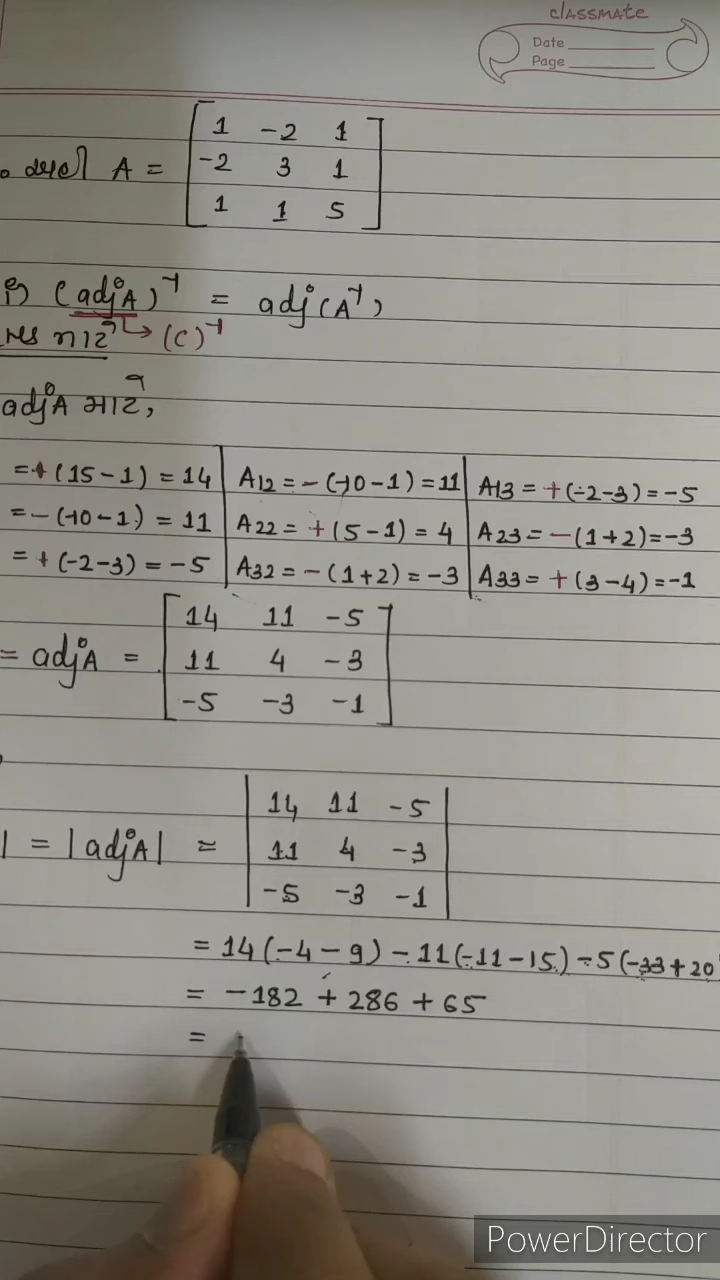 classmate
Date
Page
A = [ 1 -2 1
-2 3 1
1 1 5 ]
(adjA)⁻¹ = adj(A⁻¹)
→ (C)⁻¹
adjA માટે,
= + (15 - 1) = 14 | A12 = - (-10 - 1) = 11 | A13 = + (-2 - 3) = -5
= - (-10 - 1) = 11 | A22 = + (5 - 1) = 4 | A23 = - (1 + 2) = -3
= + (-2 - 3) = -5 | A32 = - (1 + 2) = -3 | A33 = + (3 - 4) = -1
= adjA = [ 14 11 -5
11 4 -3
-5 -3 -1 ]
| = |adjA| = | 14 11 -5
11 4 -3
-5 -3 -1 |
= 14 (-4 - 9) - 11 (-11 - 15) - 5 (-33 + 20
= -182 + 286 + 65
=
PowerDirector